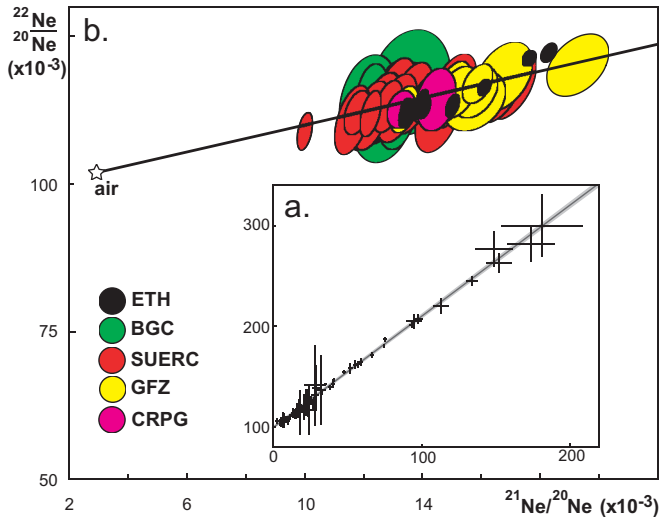 22Ne
20Ne
(x10-3)
b.
100
75
50
air
a.
300
200
100
0
100
200
ETH
BGC
SUERC
GFZ
CRPG
2
6
10
14
21Ne/20Ne (x10-3)